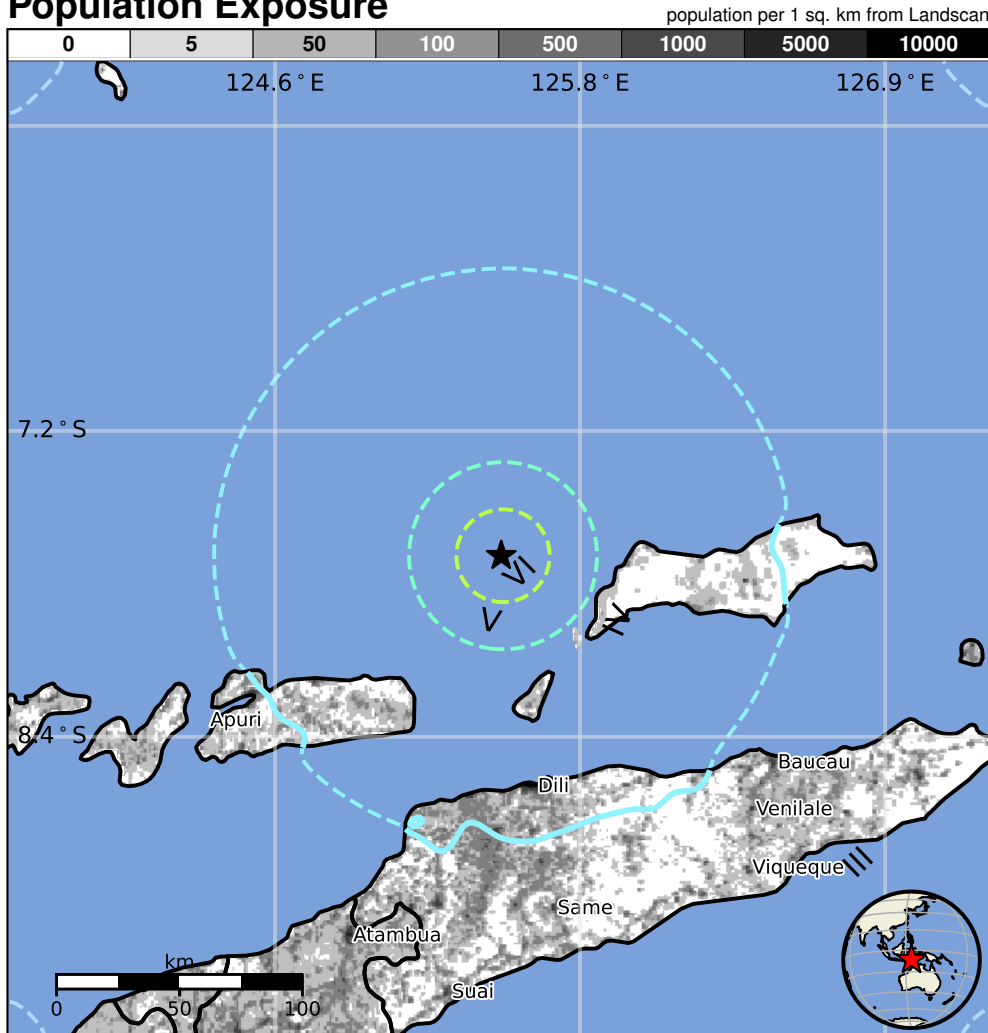 Population Exposure
population per 1 sq. km from Landscan
0 5 50 100 500 1000 5000 10000
124.6°E 125.8°E 126.9°E
7.2°S
VI
V
IV
Apuri
8.4°S
Dili
Baucau
Venilale
Viqueque
III
Same
Atambua
Suai
km
0 50 100